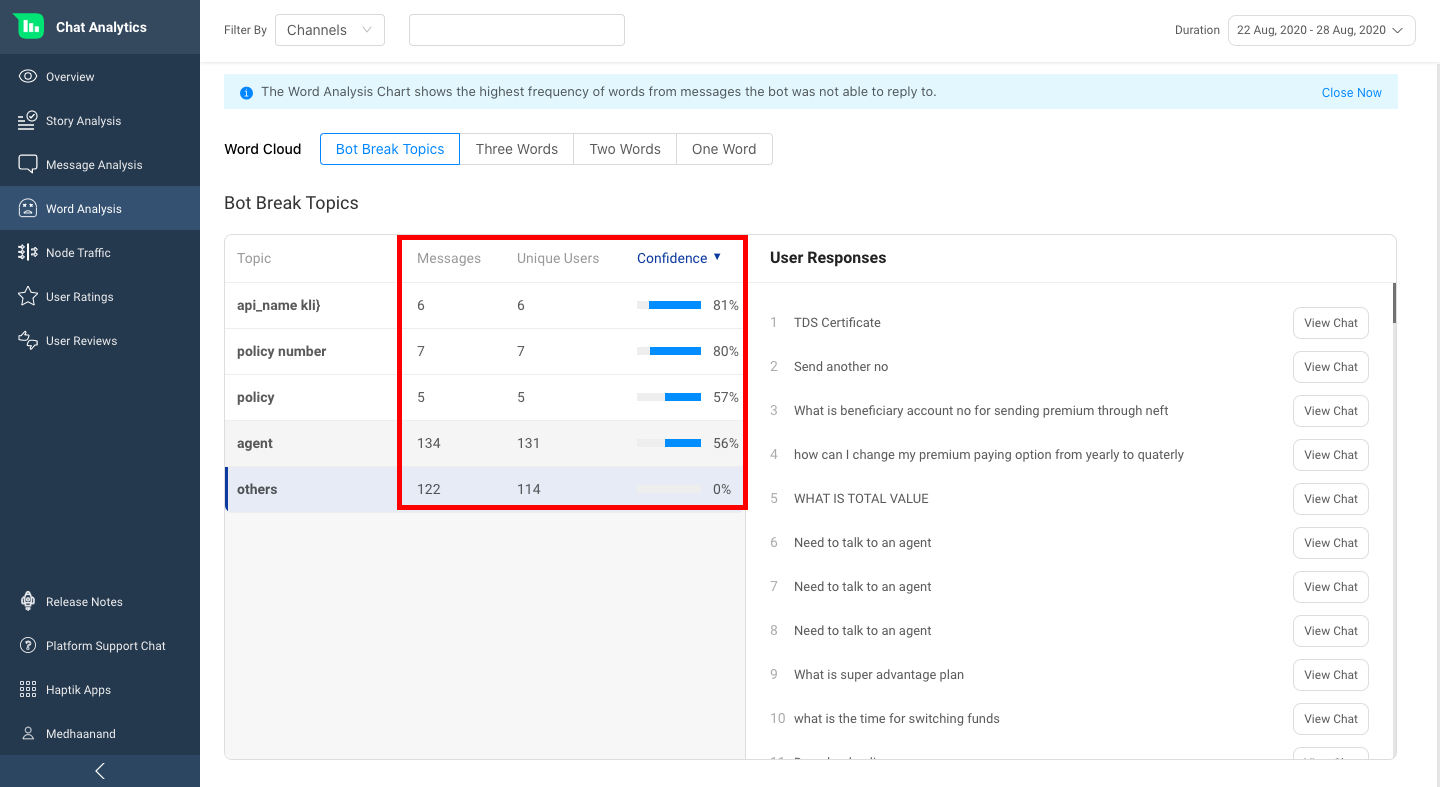 Chat Analytics
Overview
Story Analysis
Message Analysis
Word Analysis
Node Traffic
User Ratings
User Reviews
Release Notes
Platform Support Chat
Haptik Apps
Medhaanand
Filter By Channels
Duration 22 Aug, 2020 - 28 Aug, 2020
The Word Analysis Chart shows the highest frequency of words from messages the bot was not able to reply to. Close Now
Word Cloud Bot Break Topics Three Words Two Words One Word
Bot Break Topics
Topic Messages Unique Users Confidence
api_name kli} 6 6 81%
policy number 7 7 80%
policy 5 5 57%
agent 134 131 56%
others 122 114 0%
User Responses
1 TDS Certificate View Chat
2 Send another no View Chat
3 What is beneficiary account no for sending premium through neft View Chat
4 how can I change my premium paying option from yearly to quaterly View Chat
5 WHAT IS TOTAL VALUE View Chat
6 Need to talk to an agent View Chat
7 Need to talk to an agent View Chat
8 Need to talk to an agent View Chat
9 What is super advantage plan View Chat
10 what is the time for switching funds View Chat